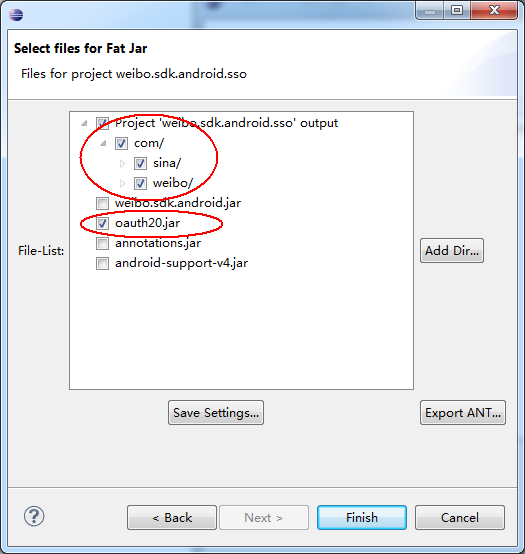 Select files for Fat Jar
Files for project weibo.sdk.android.sso
Project 'weibo.sdk.android.sso' output
com/
sina/
weibo/
weibo.sdk.android.jar
oauth20.jar
annotations.jar
android-support-v4.jar
File-List:
Add Dir...
Save Settings...
Export ANT...
?
< Back
Next >
Finish
Cancel